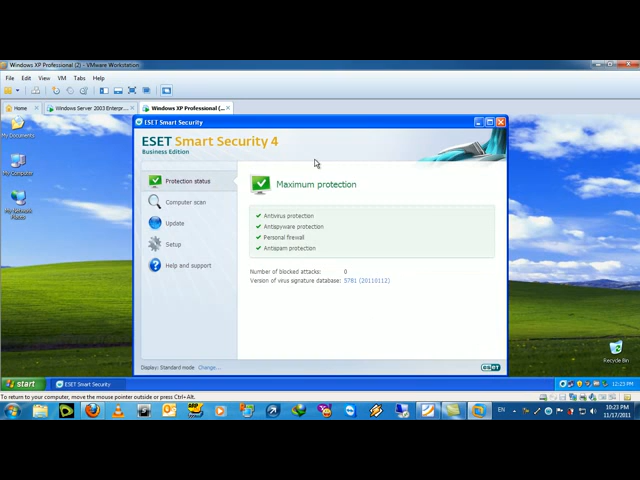 Windows XP Professional (2) - VMware Workstation
File Edit View VM Tabs Help
Home
Windows Server 2003 Enterpr...
Windows XP Professional (...
My Documents
My Computer
My Network Places
ESET Smart Security
ESET Smart Security 4
Business Edition
Protection status
Computer scan
Update
Setup
Help and support
Maximum protection
Antivirus protection
Antispyware protection
Personal firewall
Antispam protection
Number of blocked attacks: 0
Version of virus signature database: 5781 (20110112)
Display: Standard mode Change...
eset
Recycle Bin
start
ESET Smart Security
12:23 PM
To return to your computer, move the mouse pointer outside or press Ctrl+Alt.
EN
10:23 PM
11/17/2011